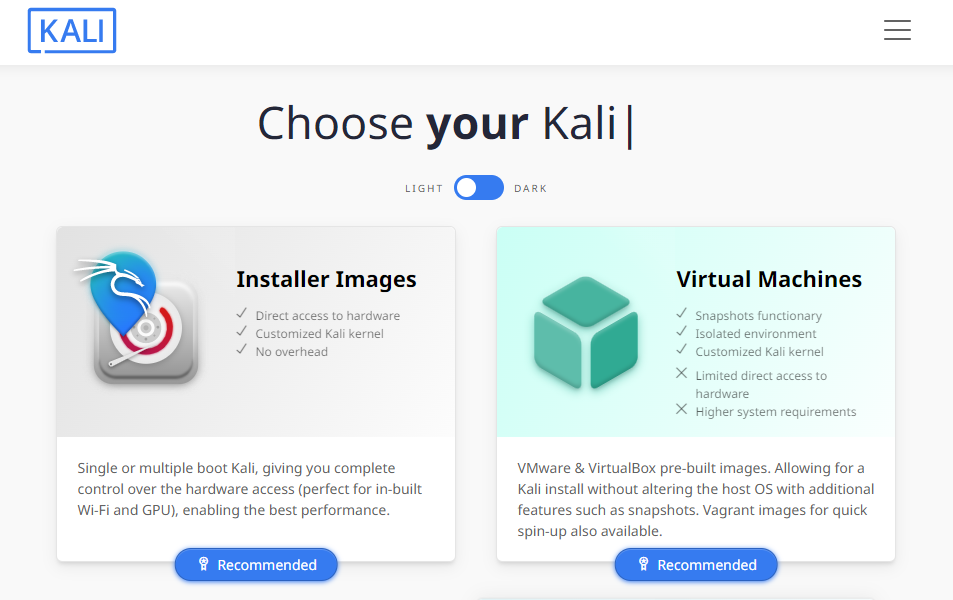 KALI
Choose your Kali
LIGHT DARK
Installer Images
Direct access to hardware
Customized Kali kernel
No overhead
Single or multiple boot Kali, giving you complete
control over the hardware access (perfect for in-built
Wi-Fi and GPU), enabling the best performance.
Recommended
Virtual Machines
Snapshots functionary
Isolated environment
Customized Kali kernel
Limited direct access to
hardware
Higher system requirements
VMware & VirtualBox pre-built images. Allowing for a
Kali install without altering the host OS with additional
features such as snapshots. Vagrant images for quick
spin-up also available.
Recommended